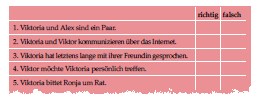 richtig falsch
1. Viktoria und Alex sind ein Paar.
2. Viktoria und Viktor kommunizieren über das Internet.
3. Viktoria hat letztens lange mit ihrer Freundin gesprochen.
4. Viktor möchte Viktoria persönlich treffen.
5. Viktoria bittet Ronja um Rat.